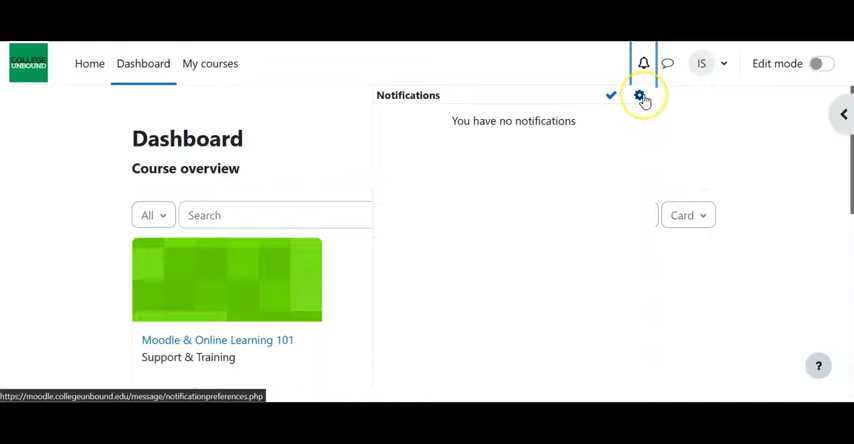 COLLEGE
UNBOUND
Home Dashboard My courses IS Edit mode
Notifications
You have no notifications
Dashboard
Course overview
All Search Card
Moodle & Online Learning 101
Support & Training
?
https://moodle.collegeunbound.edu/message/notificationpreferences.php